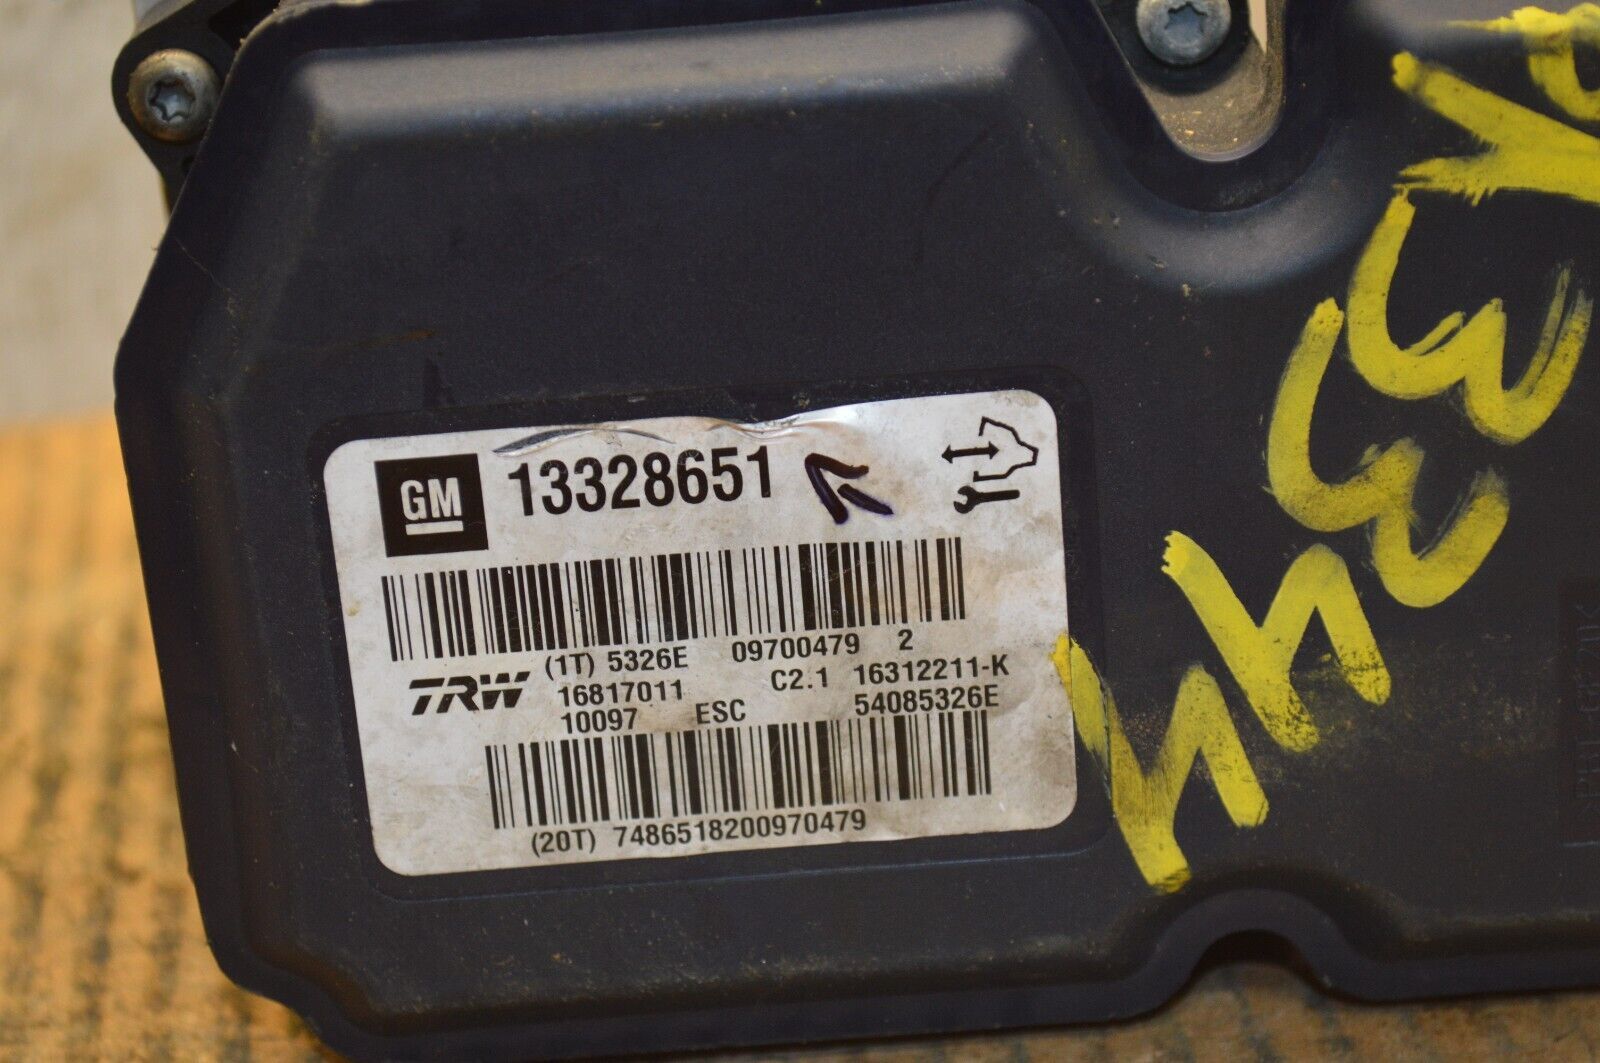 GM 13328651
(1T) 5326E 09700479 2
TRW 16817011 C2.1 16312211-K
10097 ESC 54085326E
(20T) 7486518200970479